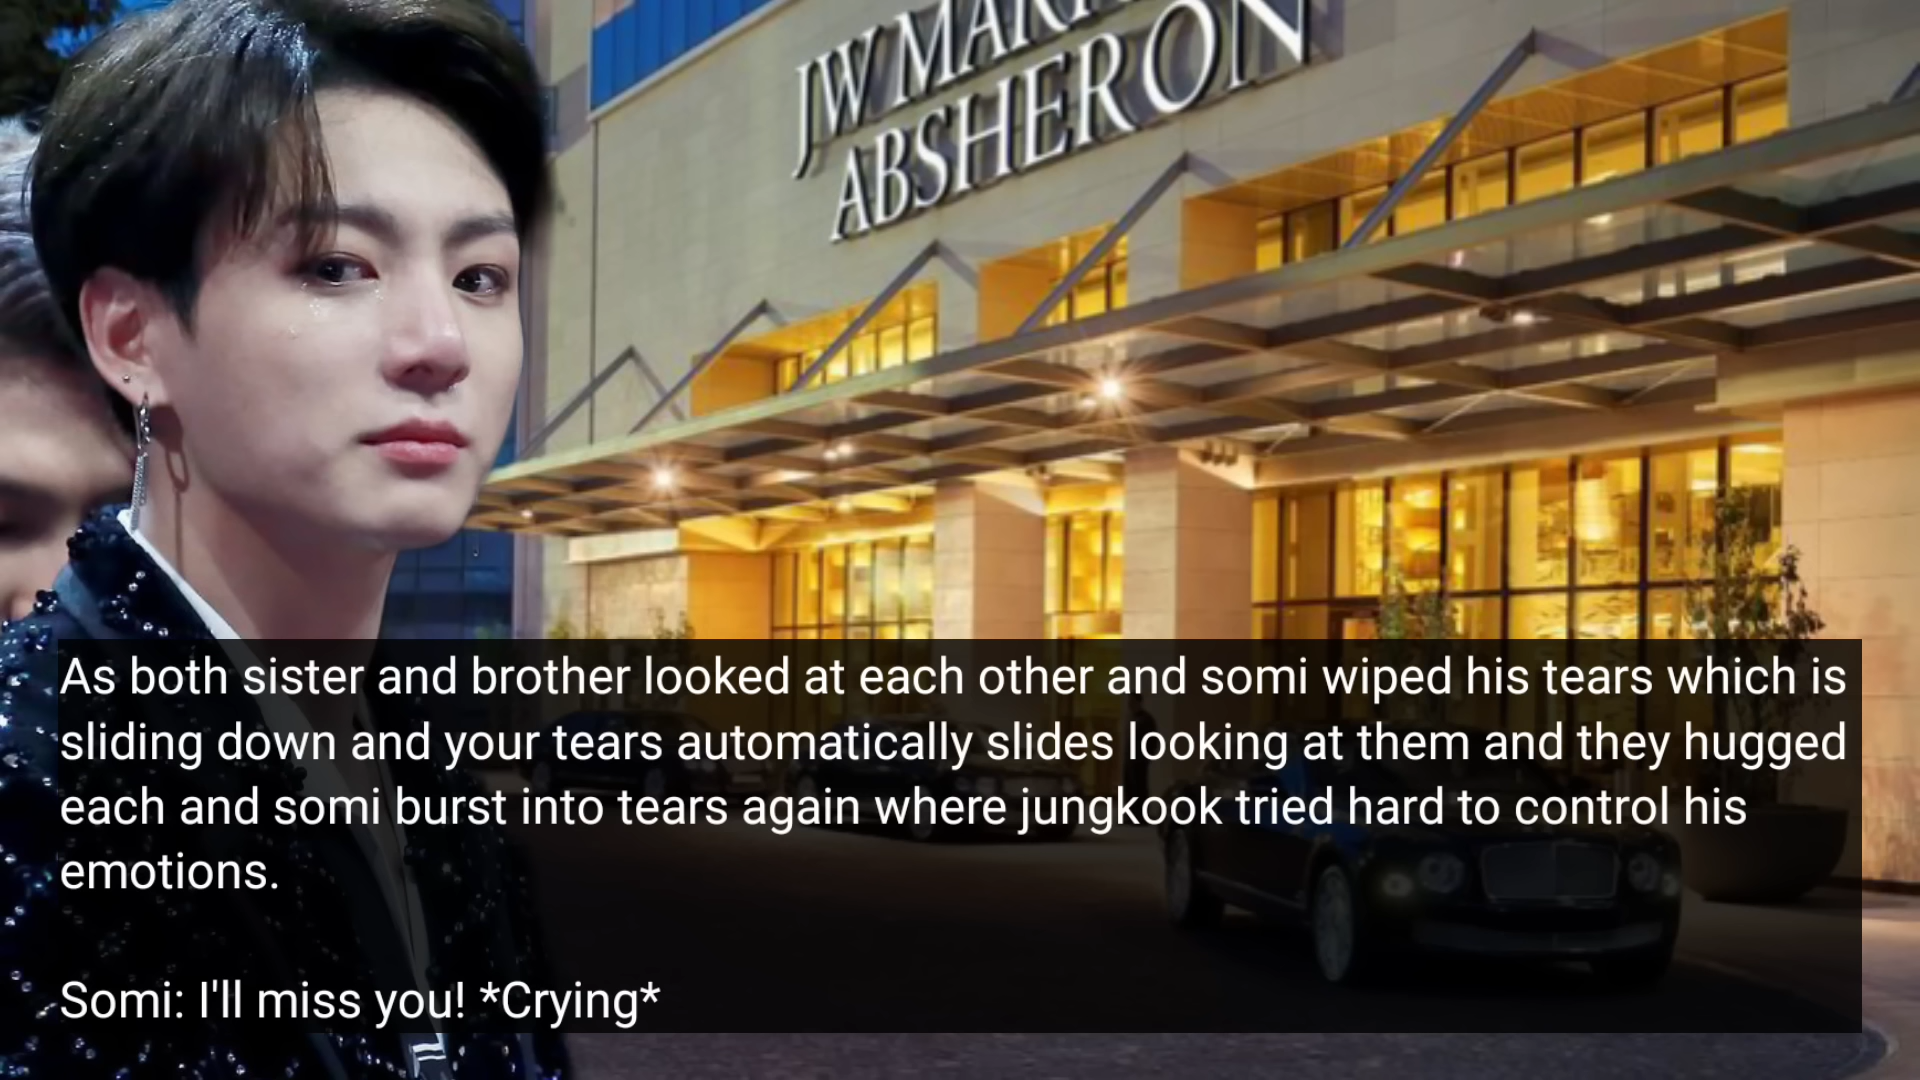 JW MARR
ABSHERON
As both sister and brother looked at each other and somi wiped his tears which is
sliding down and your tears automatically slides looking at them and they hugged
each and somi burst into tears again where jungkook tried hard to control his
emotions.
Somi: I'll miss you! *Crying*